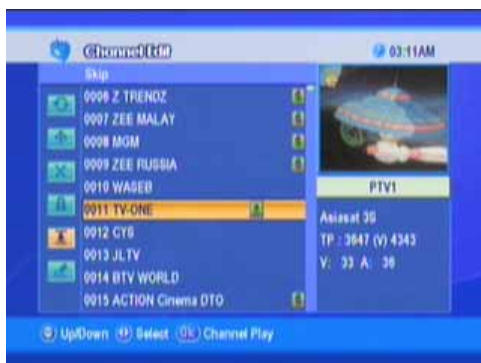 Channel Edit
03:11AM
Skip
0006 Z TRENDZ
0007 ZEE MALAY
0008 MGM
0009 ZEE RUSSIA
0010 WASEB
0011 TV-ONE
0012 CYS
0013 JLTV
0014 BTV WORLD
0015 ACTION Cinema DTO
PTV1
Asiasat 3S
TP : 3647 (V) 4343
V: 33 A: 36
Up/Down Select Ok Channel Play